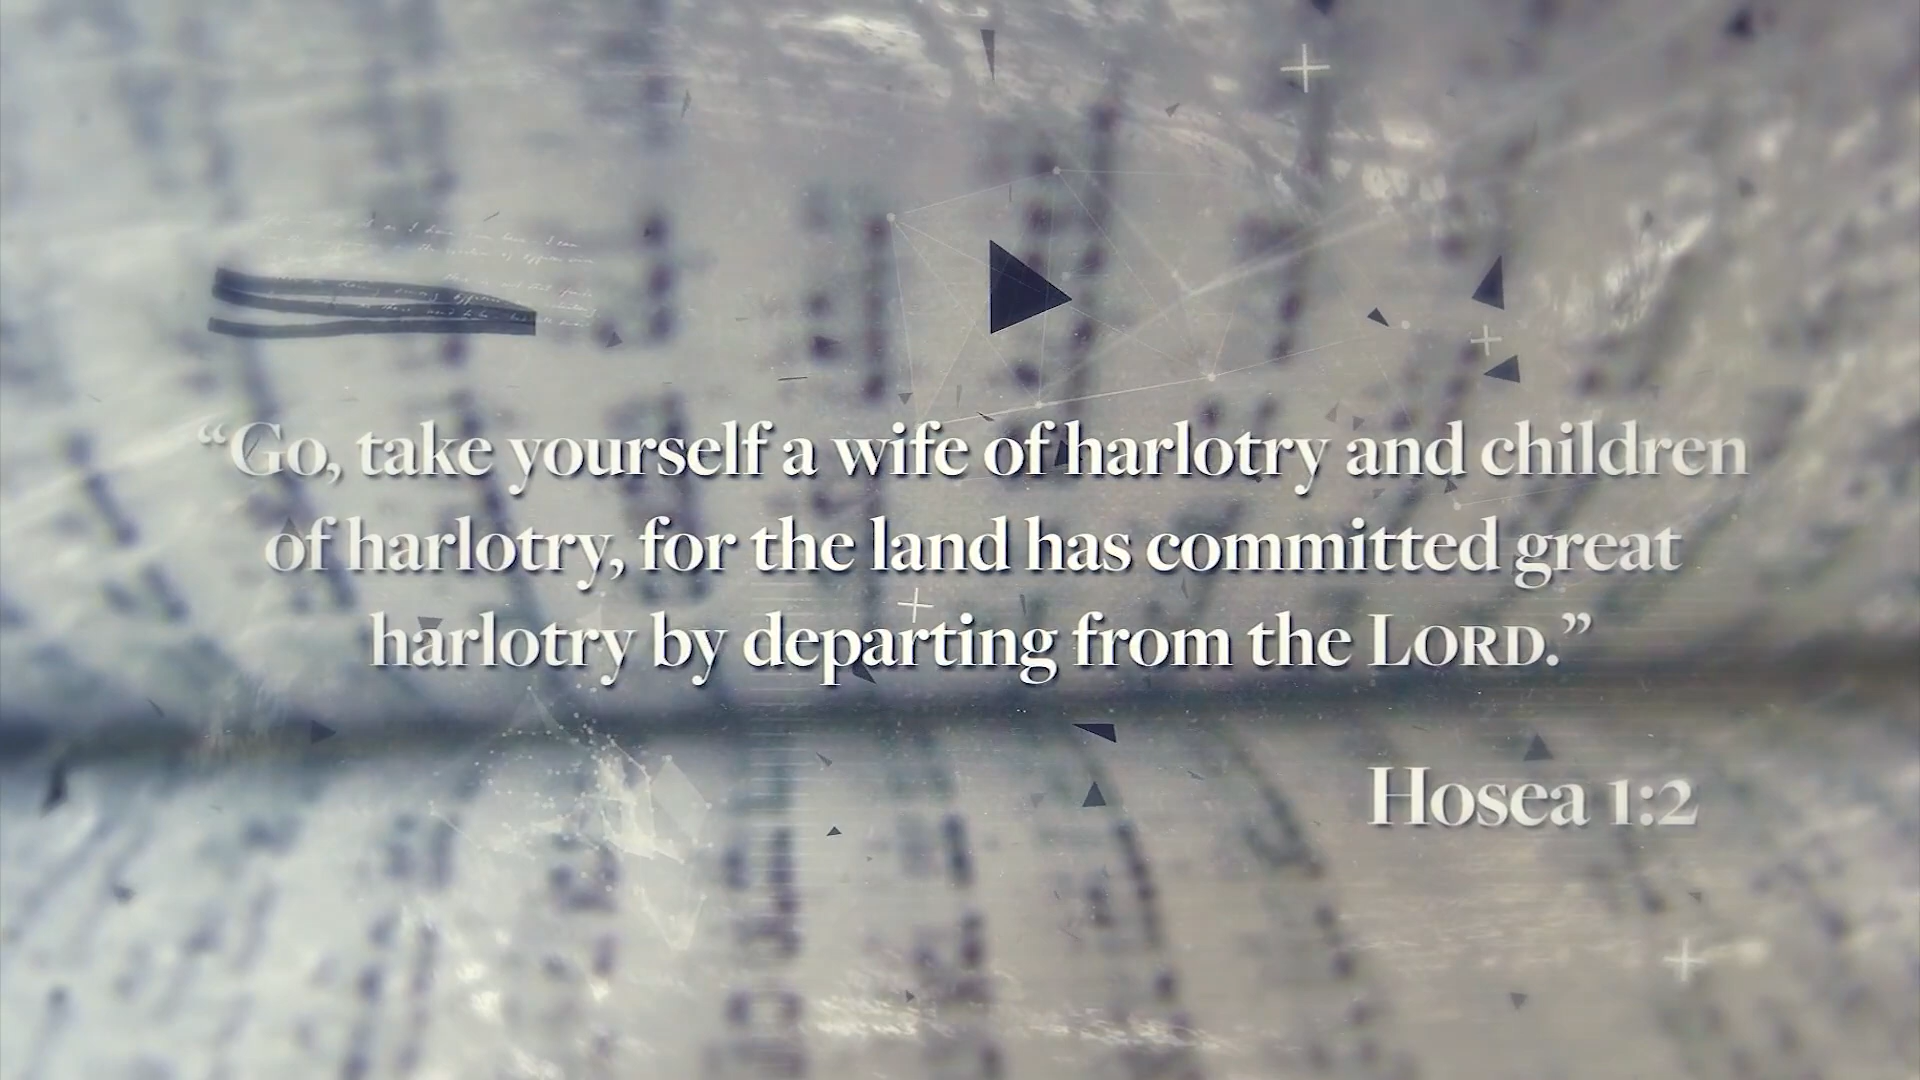 “Go, take yourself a wife of harlotry and children
of harlotry, for the land has committed great
harlotry by departing from the LORD.”
Hosea 1:2